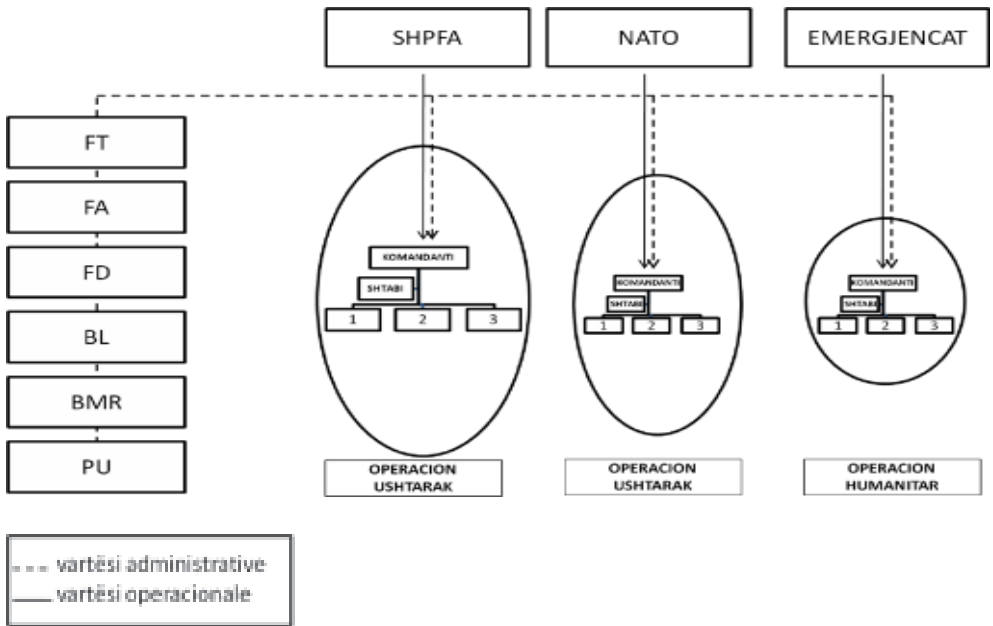 SHPFA
NATO
EMERGJENCAT
FT
FA
FD
BL
BMR
PU
KOMANDANTI
SHTABI
1 2 3
OPERACION
USHTARAK
KOMANDANTI
SHTABI
1 2 3
OPERACION
USHTARAK
KOMANDANTI
SHTABI
1 2 3
OPERACION
HUMANITAR
vartësi administrative
vartësi operacionale